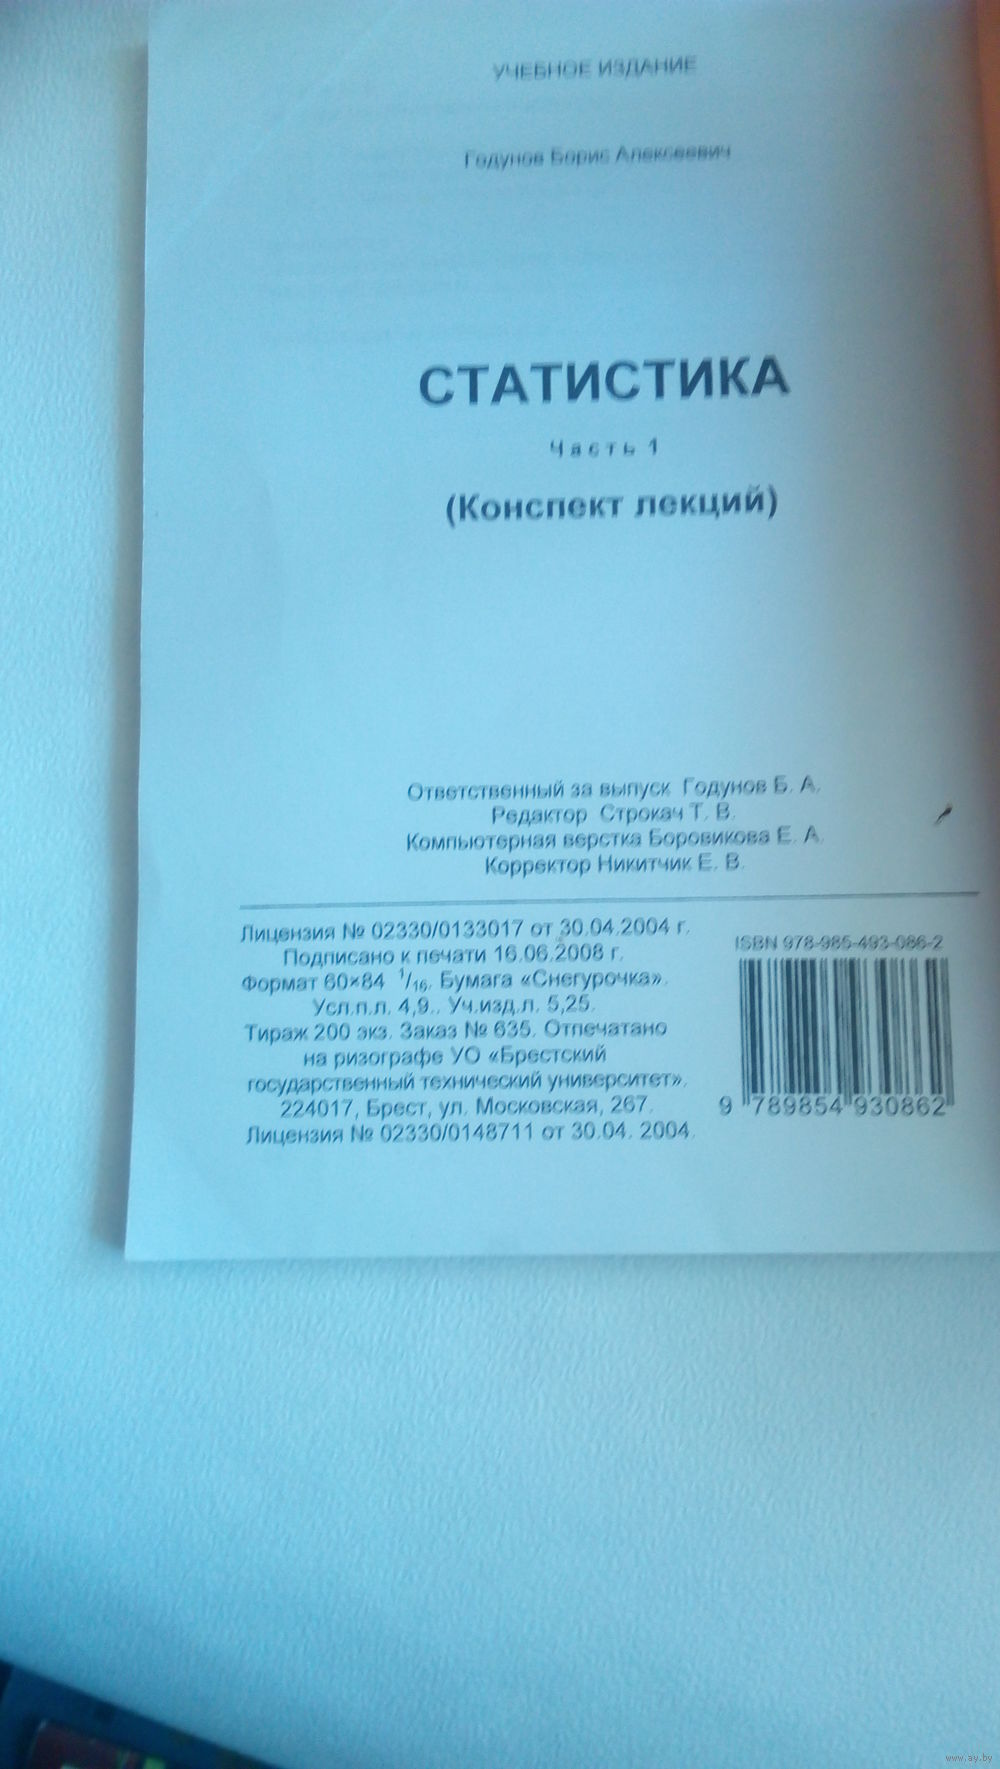 УЧЕБНОЕ ИЗДАНИЕ
Годунов Борис Алексеевич
СТАТИСТИКА
Часть 1
(Конспект лекций)
Ответственный за выпуск Годунов Б. А.
Редактор Строкач Т. В.
Компьютерная верстка Боровикова Е. А.
Корректор Никитчик Е. В.
Лицензия № 02330/0133017 от 30.04.2004 г.
Подписано к печати 16.06.2008 г.
Формат 60×84 1/16. Бумага «Снегурочка».
Усл.п.л. 4,9.. Уч.изд.л. 5,25.
Тираж 200 экз. Заказ № 635. Отпечатано
на ризографе УО «Брестский
государственный технический университет».
224017, Брест, ул. Московская, 267.
Лицензия № 02330/0148711 от 30.04. 2004.
ISBN 978-985-493-086-2
9 789854 930862
www.ay.by